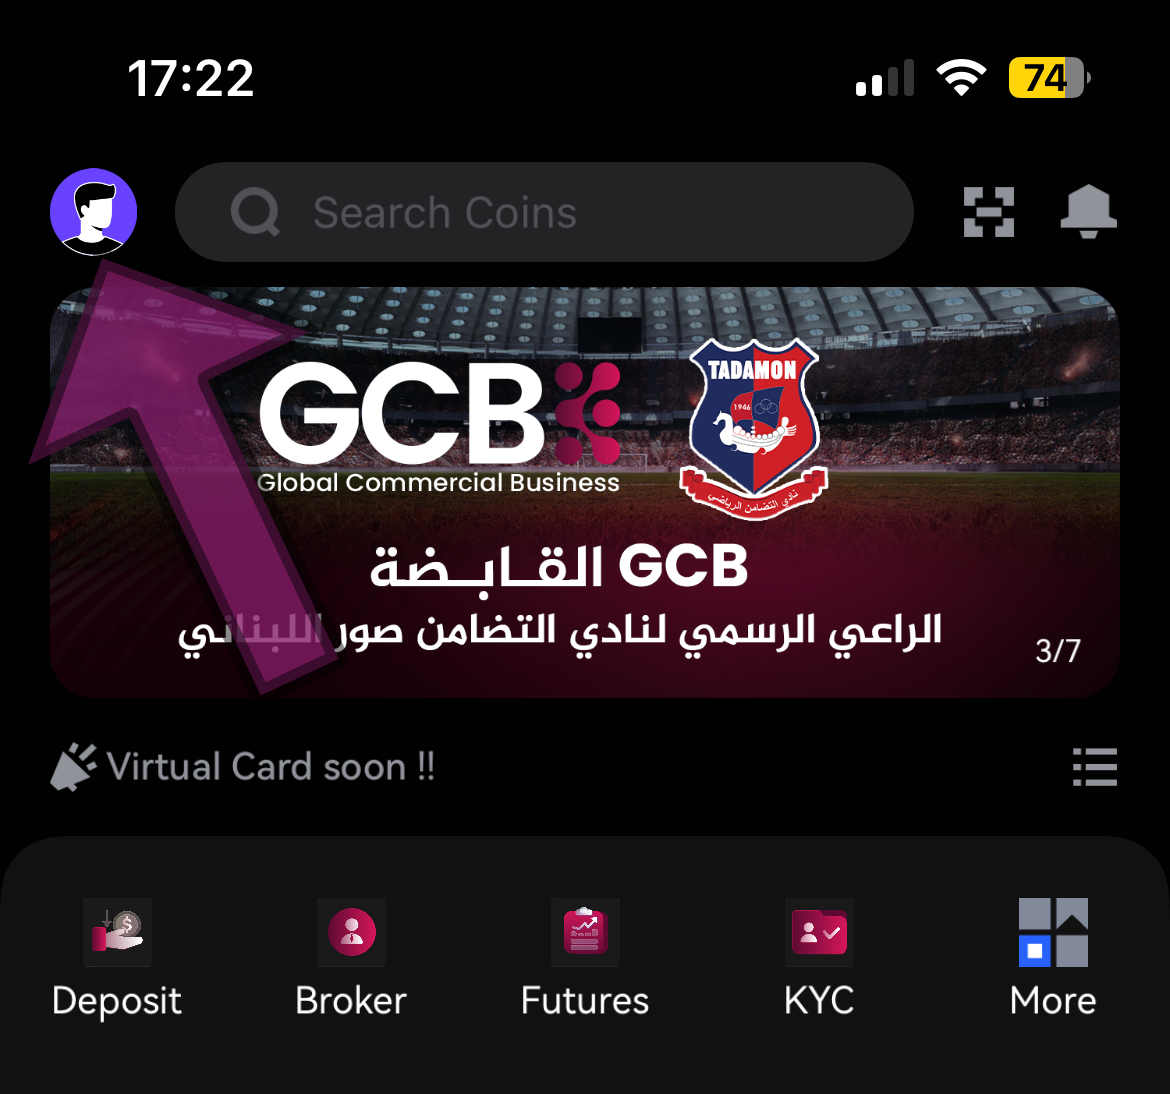 17:22
74
Search Coins
GCB
Global Commercial Business
TADAMON
1946
نادي التضامن الرياضي
GCB القـابـضة
الراعي الرسمي لنادي التضامن صور اللبناني
3/7
Virtual Card soon !!
Deposit
Broker
Futures
KYC
More